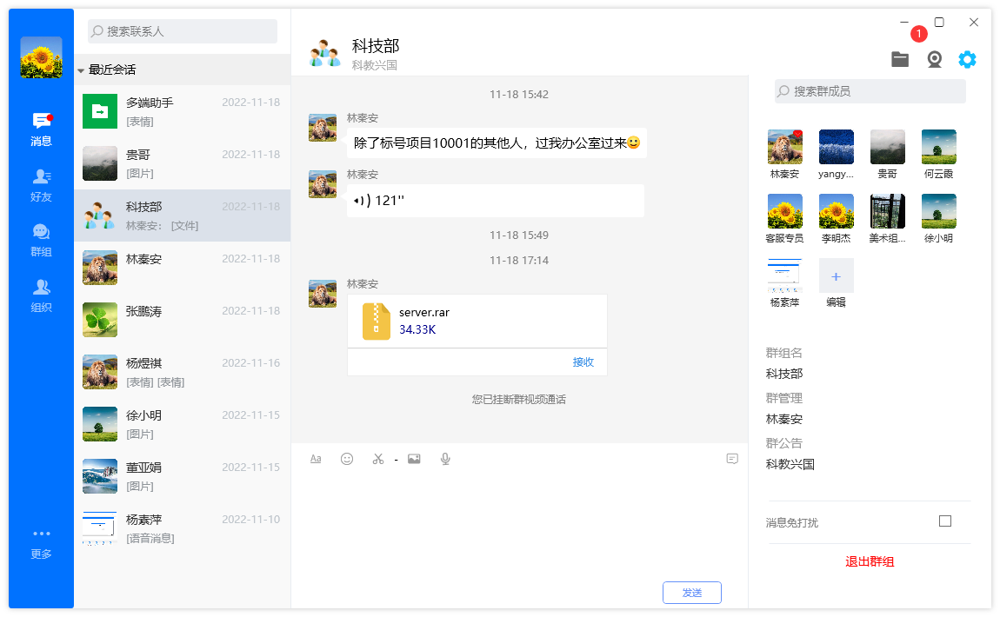 搜索联系人
最近会话
消息
好友
群组
组织
更多
多端助手 2022-11-18
[表情]
贵哥 2022-11-18
[图片]
科技部 2022-11-18
林秦安: [文件]
林秦安 2022-11-18
张鹏涛 2022-11-18
杨煜祺 2022-11-16
[表情] [表情]
徐小明 2022-11-15
[图片]
董亚娟 2022-11-15
[图片]
杨素萍 2022-11-10
[语音消息]
科技部
科教兴国
11-18 15:42
林秦安
除了标号项目10001的其他人，过我办公室过来
林秦安
121''
11-18 15:49
11-18 17:14
林秦安
server.rar
34.33K
接收
您已挂断群视频通话
Aa
发送
1
搜索群成员
林秦安 yangy... 贵哥 何云霞
客服专员 李明杰 美术组... 徐小明
杨素萍 编辑
群组名
科技部
群管理
林秦安
群公告
科教兴国
消息免打扰
退出群组